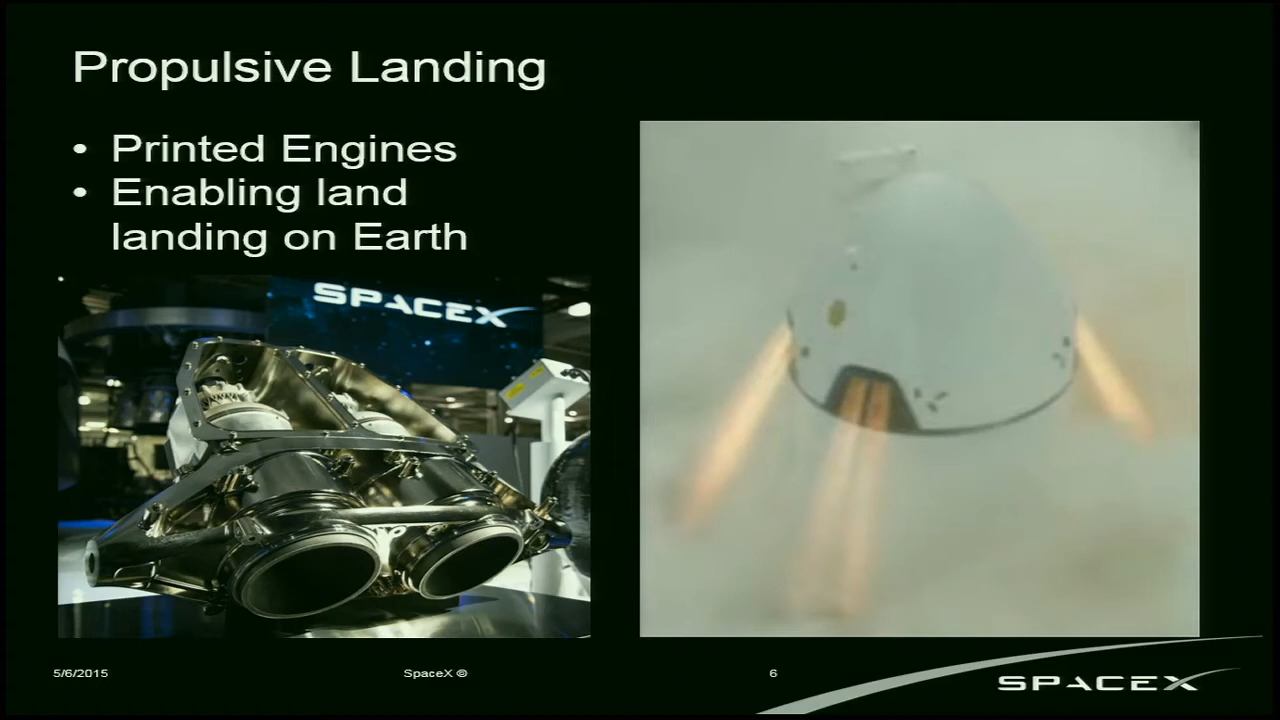 Propulsive Landing
• Printed Engines
• Enabling land
landing on Earth
SPACEX
5/6/2015
SpaceX ©
6
SPACEX